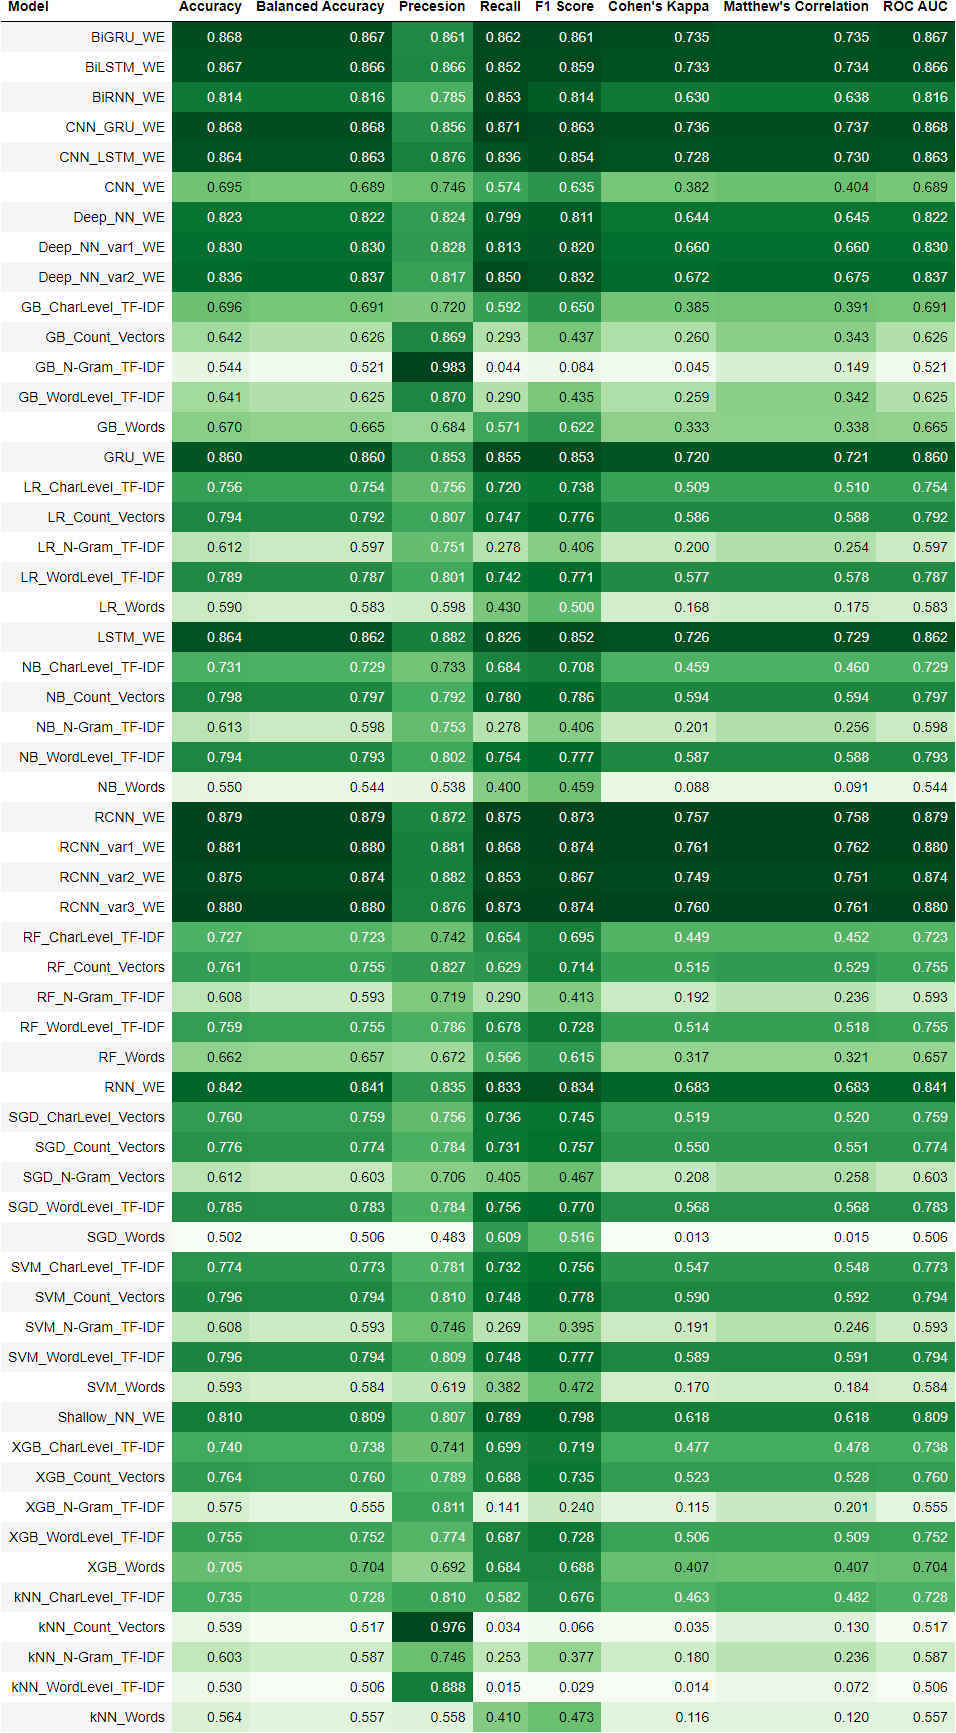 Model Accuracy Balanced Accuracy Precesion Recall F1 Score Cohen's Kappa Matthew's Correlation ROC AUC
BiGRU_WE 0.868 0.867 0.861 0.862 0.861 0.735 0.735 0.867
BiLSTM_WE 0.867 0.866 0.866 0.852 0.859 0.733 0.734 0.866
BiRNN_WE 0.814 0.816 0.785 0.853 0.814 0.630 0.638 0.816
CNN_GRU_WE 0.868 0.868 0.856 0.871 0.863 0.736 0.737 0.868
CNN_LSTM_WE 0.864 0.863 0.876 0.836 0.854 0.728 0.730 0.863
CNN_WE 0.695 0.689 0.746 0.574 0.635 0.382 0.404 0.689
Deep_NN_WE 0.823 0.822 0.824 0.799 0.811 0.644 0.645 0.822
Deep_NN_var1_WE 0.830 0.830 0.828 0.813 0.820 0.660 0.660 0.830
Deep_NN_var2_WE 0.836 0.837 0.817 0.850 0.832 0.672 0.675 0.837
GB_CharLevel_TF-IDF 0.696 0.691 0.720 0.592 0.650 0.385 0.391 0.691
GB_Count_Vectors 0.642 0.626 0.869 0.293 0.437 0.260 0.343 0.626
GB_N-Gram_TF-IDF 0.544 0.521 0.983 0.044 0.084 0.045 0.149 0.521
GB_WordLevel_TF-IDF 0.641 0.625 0.870 0.290 0.435 0.259 0.342 0.625
GB_Words 0.670 0.665 0.684 0.571 0.622 0.333 0.338 0.665
GRU_WE 0.860 0.860 0.853 0.855 0.853 0.720 0.721 0.860
LR_CharLevel_TF-IDF 0.756 0.754 0.756 0.720 0.738 0.509 0.510 0.754
LR_Count_Vectors 0.794 0.792 0.807 0.747 0.776 0.586 0.588 0.792
LR_N-Gram_TF-IDF 0.612 0.597 0.751 0.278 0.406 0.200 0.254 0.597
LR_WordLevel_TF-IDF 0.789 0.787 0.801 0.742 0.771 0.577 0.578 0.787
LR_Words 0.590 0.583 0.598 0.430 0.500 0.168 0.175 0.583
LSTM_WE 0.864 0.862 0.882 0.826 0.852 0.726 0.729 0.862
NB_CharLevel_TF-IDF 0.731 0.729 0.733 0.684 0.708 0.459 0.460 0.729
NB_Count_Vectors 0.798 0.797 0.792 0.780 0.786 0.594 0.594 0.797
NB_N-Gram_TF-IDF 0.613 0.598 0.753 0.278 0.406 0.201 0.256 0.598
NB_WordLevel_TF-IDF 0.794 0.793 0.802 0.754 0.777 0.587 0.588 0.793
NB_Words 0.550 0.544 0.538 0.400 0.459 0.088 0.091 0.544
RCNN_WE 0.879 0.879 0.872 0.875 0.873 0.757 0.758 0.879
RCNN_var1_WE 0.881 0.880 0.881 0.868 0.874 0.761 0.762 0.880
RCNN_var2_WE 0.875 0.874 0.882 0.853 0.867 0.749 0.751 0.874
RCNN_var3_WE 0.880 0.880 0.876 0.873 0.874 0.760 0.761 0.880
RF_CharLevel_TF-IDF 0.727 0.723 0.742 0.654 0.695 0.449 0.452 0.723
RF_Count_Vectors 0.761 0.755 0.827 0.629 0.714 0.515 0.529 0.755
RF_N-Gram_TF-IDF 0.608 0.593 0.719 0.290 0.413 0.192 0.236 0.593
RF_WordLevel_TF-IDF 0.759 0.755 0.786 0.678 0.728 0.514 0.518 0.755
RF_Words 0.662 0.657 0.672 0.566 0.615 0.317 0.321 0.657
RNN_WE 0.842 0.841 0.835 0.833 0.834 0.683 0.683 0.841
SGD_CharLevel_Vectors 0.760 0.759 0.756 0.736 0.745 0.519 0.520 0.759
SGD_Count_Vectors 0.776 0.774 0.784 0.731 0.757 0.550 0.551 0.774
SGD_N-Gram_Vectors 0.612 0.603 0.706 0.405 0.467 0.208 0.258 0.603
SGD_WordLevel_TF-IDF 0.785 0.783 0.784 0.756 0.770 0.568 0.568 0.783
SGD_Words 0.502 0.506 0.483 0.609 0.516 0.013 0.015 0.506
SVM_CharLevel_TF-IDF 0.774 0.773 0.781 0.732 0.756 0.547 0.548 0.773
SVM_Count_Vectors 0.796 0.794 0.810 0.748 0.778 0.590 0.592 0.794
SVM_N-Gram_TF-IDF 0.608 0.593 0.746 0.269 0.395 0.191 0.246 0.593
SVM_WordLevel_TF-IDF 0.796 0.794 0.809 0.748 0.777 0.589 0.591 0.794
SVM_Words 0.593 0.584 0.619 0.382 0.472 0.170 0.184 0.584
Shallow_NN_WE 0.810 0.809 0.807 0.789 0.798 0.618 0.618 0.809
XGB_CharLevel_TF-IDF 0.740 0.738 0.741 0.699 0.719 0.477 0.478 0.738
XGB_Count_Vectors 0.764 0.760 0.789 0.688 0.735 0.523 0.528 0.760
XGB_N-Gram_TF-IDF 0.575 0.555 0.811 0.141 0.240 0.115 0.201 0.555
XGB_WordLevel_TF-IDF 0.755 0.752 0.774 0.687 0.728 0.506 0.509 0.752
XGB_Words 0.705 0.704 0.692 0.684 0.688 0.407 0.407 0.704
kNN_CharLevel_TF-IDF 0.735 0.728 0.810 0.582 0.676 0.463 0.482 0.728
kNN_Count_Vectors 0.539 0.517 0.976 0.034 0.066 0.035 0.130 0.517
kNN_N-Gram_TF-IDF 0.603 0.587 0.746 0.253 0.377 0.180 0.236 0.587
kNN_WordLevel_TF-IDF 0.530 0.506 0.888 0.015 0.029 0.014 0.072 0.506
kNN_Words 0.564 0.557 0.558 0.410 0.473 0.116 0.120 0.557